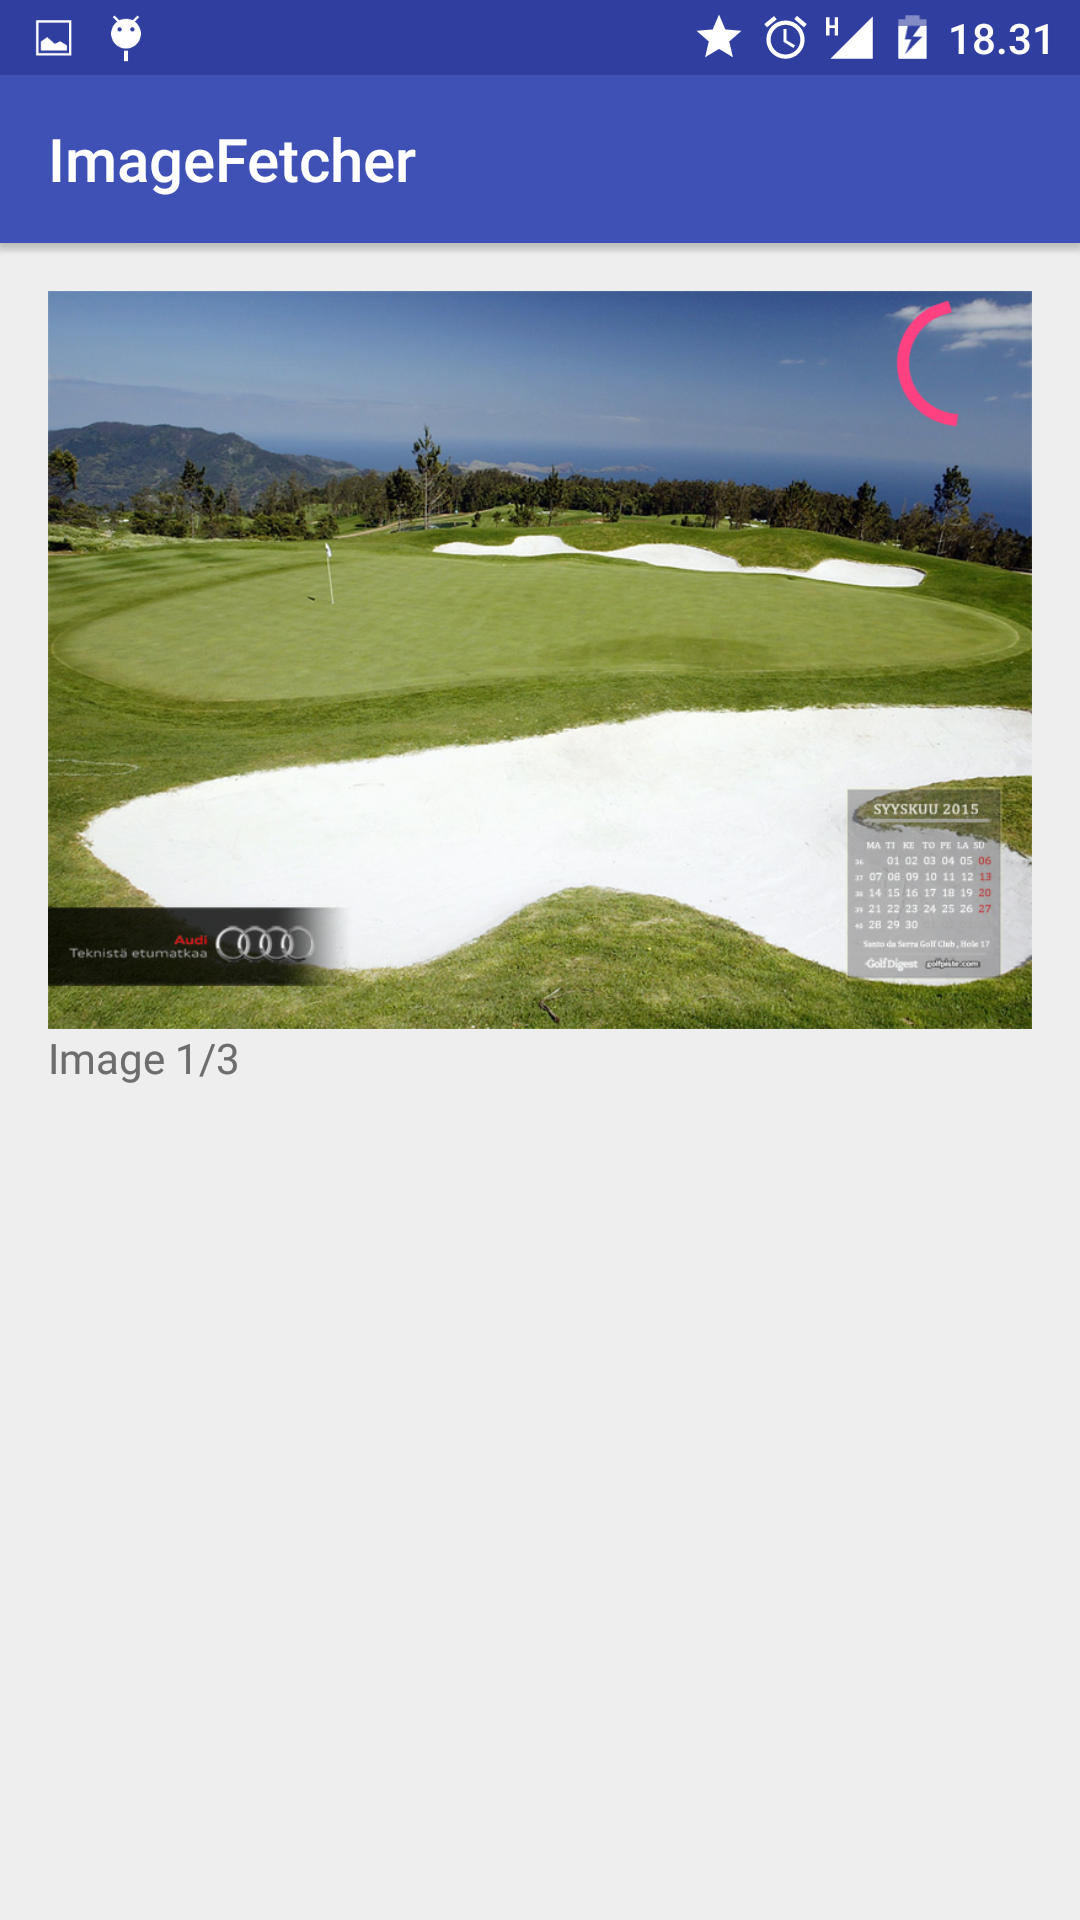 H 18.31
ImageFetcher
SYYSKUU 2015
MA TI KE TO PE LA SU
36 01 02 03 04 05 06
37 07 08 09 10 11 12 13
38 14 15 16 17 18 19 20
39 21 22 23 24 25 26 27
40 28 29 30
Santo da Serra Golf Club, Hole 17
GolfDigest golfpiste.com
Audi
Teknistä etumatkaa
Image 1/3